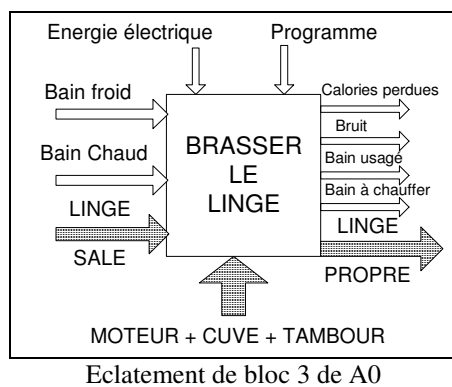 Energie électrique
Programme
Bain froid
Bain Chaud
LINGE
SALE
BRASSER
LE
LINGE
Calories perdues
Bruit
Bain usagé
Bain à chauffer
LINGE
PROPRE
MOTEUR + CUVE + TAMBOUR
Eclatement de bloc 3 de A0